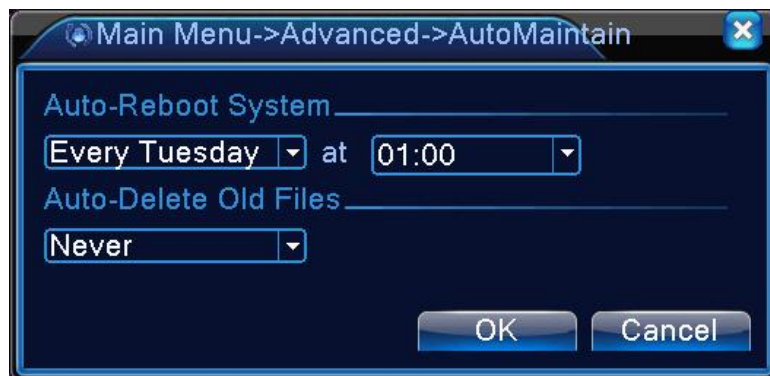 Main Menu->Advanced->AutoMaintain
Auto-Reboot System
Every Tuesday at 01:00
Auto-Delete Old Files
Never
OK Cancel